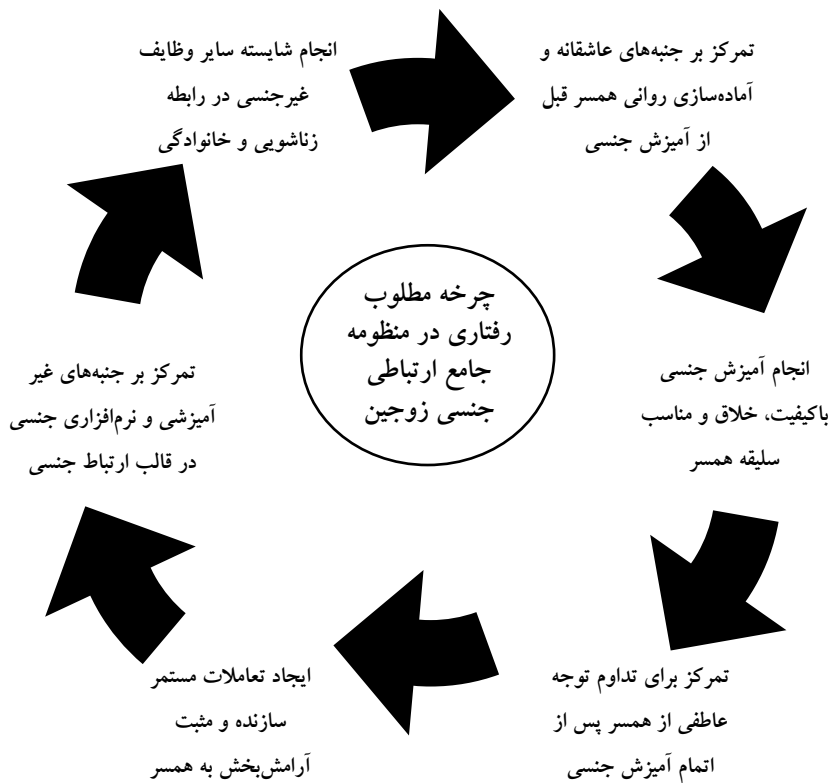 انجام شایسته سایر وظایف
غیرجنسی در رابطه
زناشویی و خانوادگی
تمرکز بر جنبه‌های عاشقانه و
آماده‌سازی روانی همسر قبل
از آمیزش جنسی
انجام آمیزش جنسی
باکیفیت، خلاق و مناسب
سلیقه همسر
تمرکز برای تداوم توجه
عاطفی از همسر پس از
اتمام آمیزش جنسی
ایجاد تعاملات مستمر
سازنده و مثبت
آرامش‌بخش به همسر
تمرکز بر جنبه‌های غیر
آمیزشی و نرم‌افزاری جنسی
در قالب ارتباط جنسی
چرخه مطلوب
رفتاری در منظومه
جامع ارتباطی
جنسی زوجین